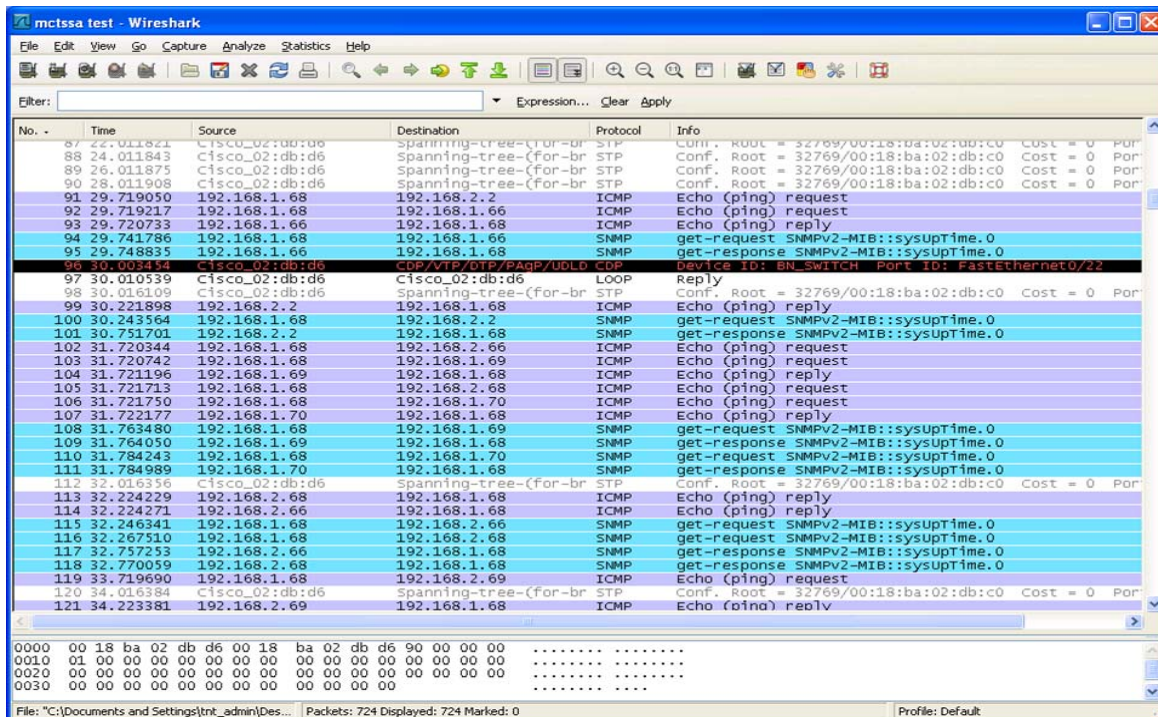 mctssa test - Wireshark
File Edit View Go Capture Analyze Statistics Help
Filter: Expression... Clear Apply
No. Time Source Destination Protocol Info
87 22.011821 Cisco_02:db:d6 Spanning-tree-(for-br STP Conf. Root = 32769/00:18:ba:02:db:c0 Cost = 0 Por
88 24.011843 Cisco_02:db:d6 Spanning-tree-(for-br STP Conf. Root = 32769/00:18:ba:02:db:c0 Cost = 0 Por
89 26.011875 Cisco_02:db:d6 Spanning-tree-(for-br STP Conf. Root = 32769/00:18:ba:02:db:c0 Cost = 0 Por
90 28.011908 Cisco_02:db:d6 Spanning-tree-(for-br STP Conf. Root = 32769/00:18:ba:02:db:c0 Cost = 0 Por
91 29.719050 192.168.1.68 192.168.2.2 ICMP Echo (ping) request
92 29.719217 192.168.1.68 192.168.1.66 ICMP Echo (ping) request
93 29.720733 192.168.1.66 192.168.1.68 ICMP Echo (ping) reply
94 29.741786 192.168.1.68 192.168.1.66 SNMP get-request SNMPv2-MIB::sysUpTime.0
95 29.748835 192.168.1.66 192.168.1.68 SNMP get-response SNMPv2-MIB::sysUpTime.0
96 30.003454 Cisco_02:db:d6 CDP/VTP/DTP/PAgP/UDLD CDP Device ID: BN_SWITCH Port ID: FastEthernet0/22
97 30.010539 Cisco_02:db:d6 Cisco_02:db:d6 LOOP Reply
98 30.016109 Cisco_02:db:d6 Spanning-tree-(for-br STP Conf. Root = 32769/00:18:ba:02:db:c0 Cost = 0 Por
99 30.221898 192.168.2.2 192.168.1.68 ICMP Echo (ping) reply
100 30.243564 192.168.1.68 192.168.2.2 SNMP get-request SNMPv2-MIB::sysUpTime.0
101 30.751701 192.168.2.2 192.168.1.68 SNMP get-response SNMPv2-MIB::sysUpTime.0
102 31.720344 192.168.1.68 192.168.2.66 ICMP Echo (ping) request
103 31.720742 192.168.1.68 192.168.1.69 ICMP Echo (ping) request
104 31.721196 192.168.1.69 192.168.1.68 ICMP Echo (ping) reply
105 31.721713 192.168.1.68 192.168.2.68 ICMP Echo (ping) request
106 31.721750 192.168.1.68 192.168.1.70 ICMP Echo (ping) request
107 31.722177 192.168.1.70 192.168.1.68 ICMP Echo (ping) reply
108 31.763480 192.168.1.68 192.168.1.69 SNMP get-request SNMPv2-MIB::sysUpTime.0
109 31.764050 192.168.1.69 192.168.1.68 SNMP get-response SNMPv2-MIB::sysUpTime.0
110 31.784243 192.168.1.68 192.168.1.70 SNMP get-request SNMPv2-MIB::sysUpTime.0
111 31.784989 192.168.1.70 192.168.1.68 SNMP get-response SNMPv2-MIB::sysUpTime.0
112 32.016356 Cisco_02:db:d6 Spanning-tree-(for-br STP Conf. Root = 32769/00:18:ba:02:db:c0 Cost = 0 Por
113 32.224229 192.168.2.68 192.168.1.68 ICMP Echo (ping) reply
114 32.224271 192.168.2.66 192.168.1.68 ICMP Echo (ping) reply
115 32.246341 192.168.1.68 192.168.2.66 SNMP get-request SNMPv2-MIB::sysUpTime.0
116 32.267510 192.168.1.68 192.168.2.68 SNMP get-request SNMPv2-MIB::sysUpTime.0
117 32.757253 192.168.2.66 192.168.1.68 SNMP get-response SNMPv2-MIB::sysUpTime.0
118 32.770059 192.168.2.68 192.168.1.68 SNMP get-response SNMPv2-MIB::sysUpTime.0
119 33.719690 192.168.1.68 192.168.2.69 ICMP Echo (ping) request
120 34.016384 Cisco_02:db:d6 Spanning-tree-(for-br STP Conf. Root = 32769/00:18:ba:02:db:c0 Cost = 0 Por
121 34.223381 192.168.2.69 192.168.1.68 ICMP Echo (ping) reply
0000 00 18 ba 02 db d6 00 18 ba 02 db d6 90 00 00 00 ........ ........
0010 01 00 00 00 00 00 00 00 00 00 00 00 00 00 00 00 ........ ........
0020 00 00 00 00 00 00 00 00 00 00 00 00 00 00 00 00 ........ ........
0030 00 00 00 00 00 00 00 00 00 00 00 00 ........ ....
File: "C:\Documents and Settings\tnt_admin\Des... Packets: 724 Displayed: 724 Marked: 0 Profile: Default